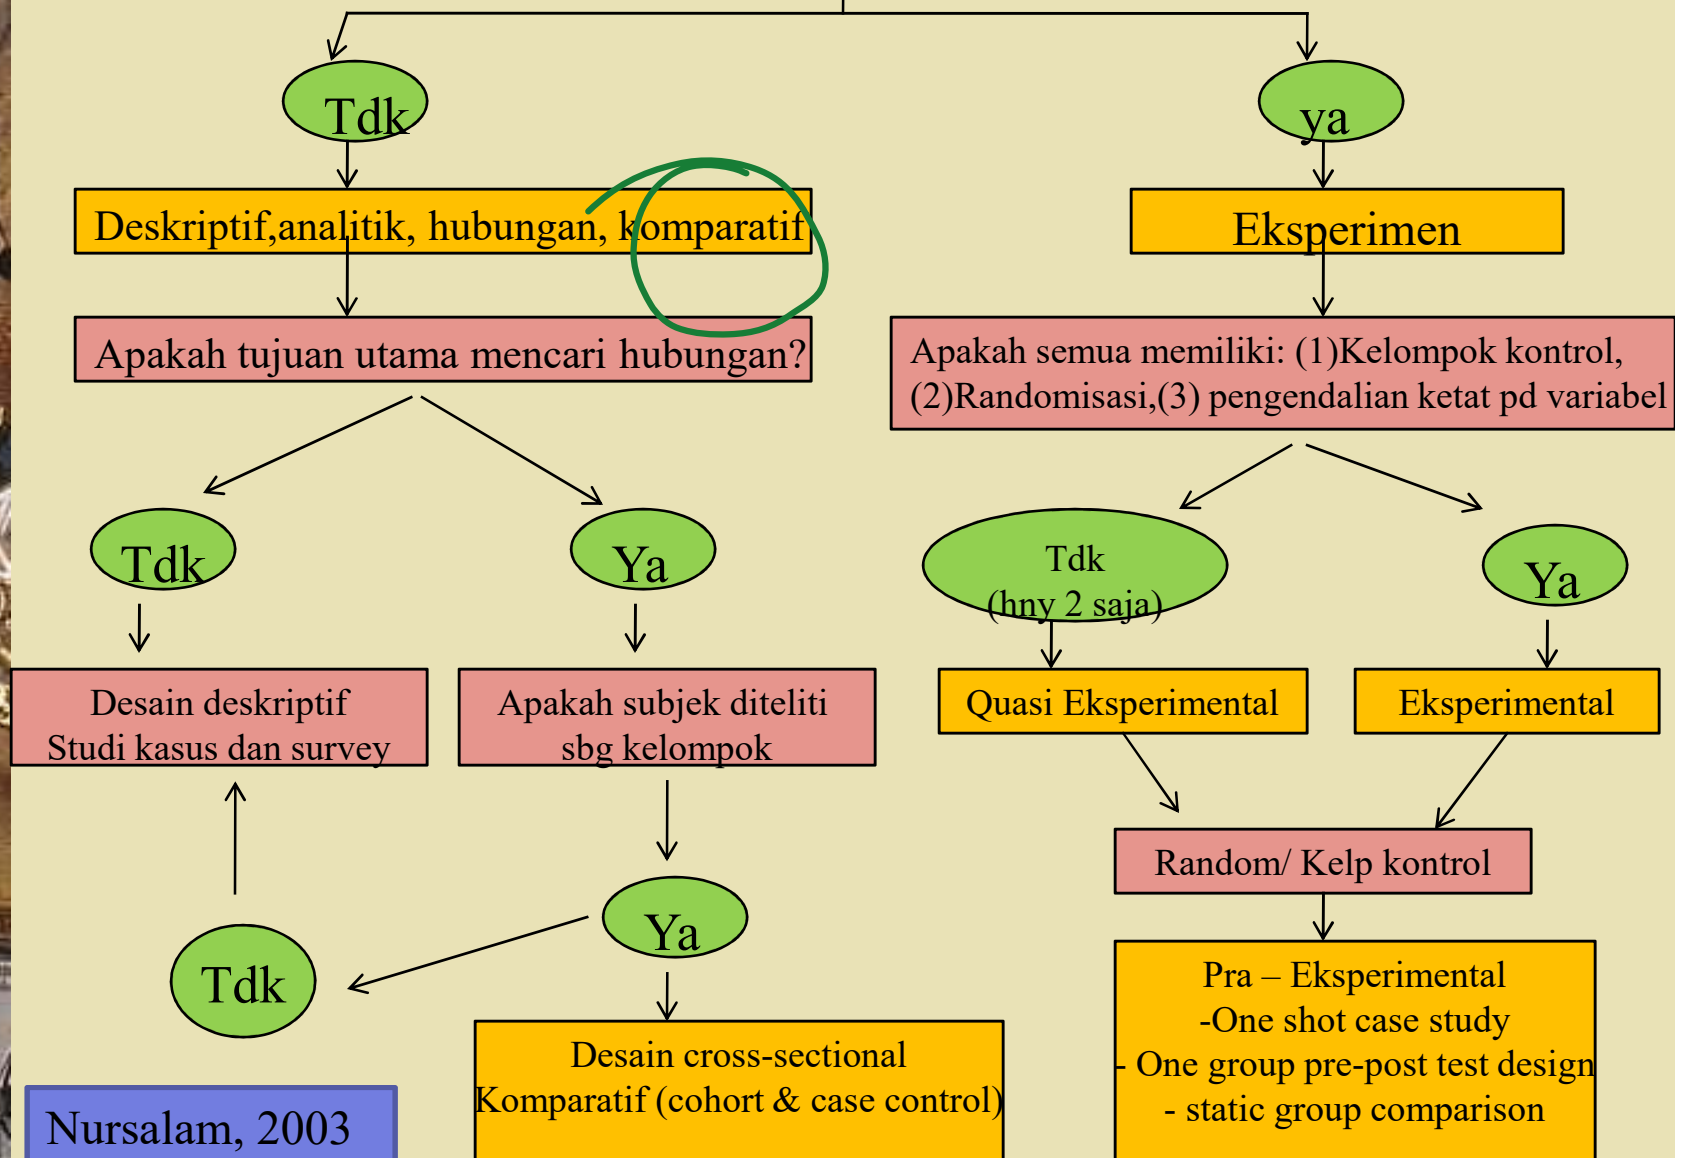 Tdk
ya
Deskriptif,analitik, hubungan, komparatif
Eksperimen
Apakah tujuan utama mencari hubungan?
Apakah semua memiliki: (1)Kelompok kontrol,
(2)Randomisasi,(3) pengendalian ketat pd variabel
Tdk
Ya
Tdk
(hny 2 saja)
Ya
Desain deskriptif
Studi kasus dan survey
Apakah subjek diteliti
sbg kelompok
Quasi Eksperimental
Eksperimental
Random/ Kelp kontrol
Ya
Tdk
Pra – Eksperimental
-One shot case study
- One group pre-post test design
- static group comparison
Desain cross-sectional
Komparatif (cohort & case control)
Nursalam, 2003